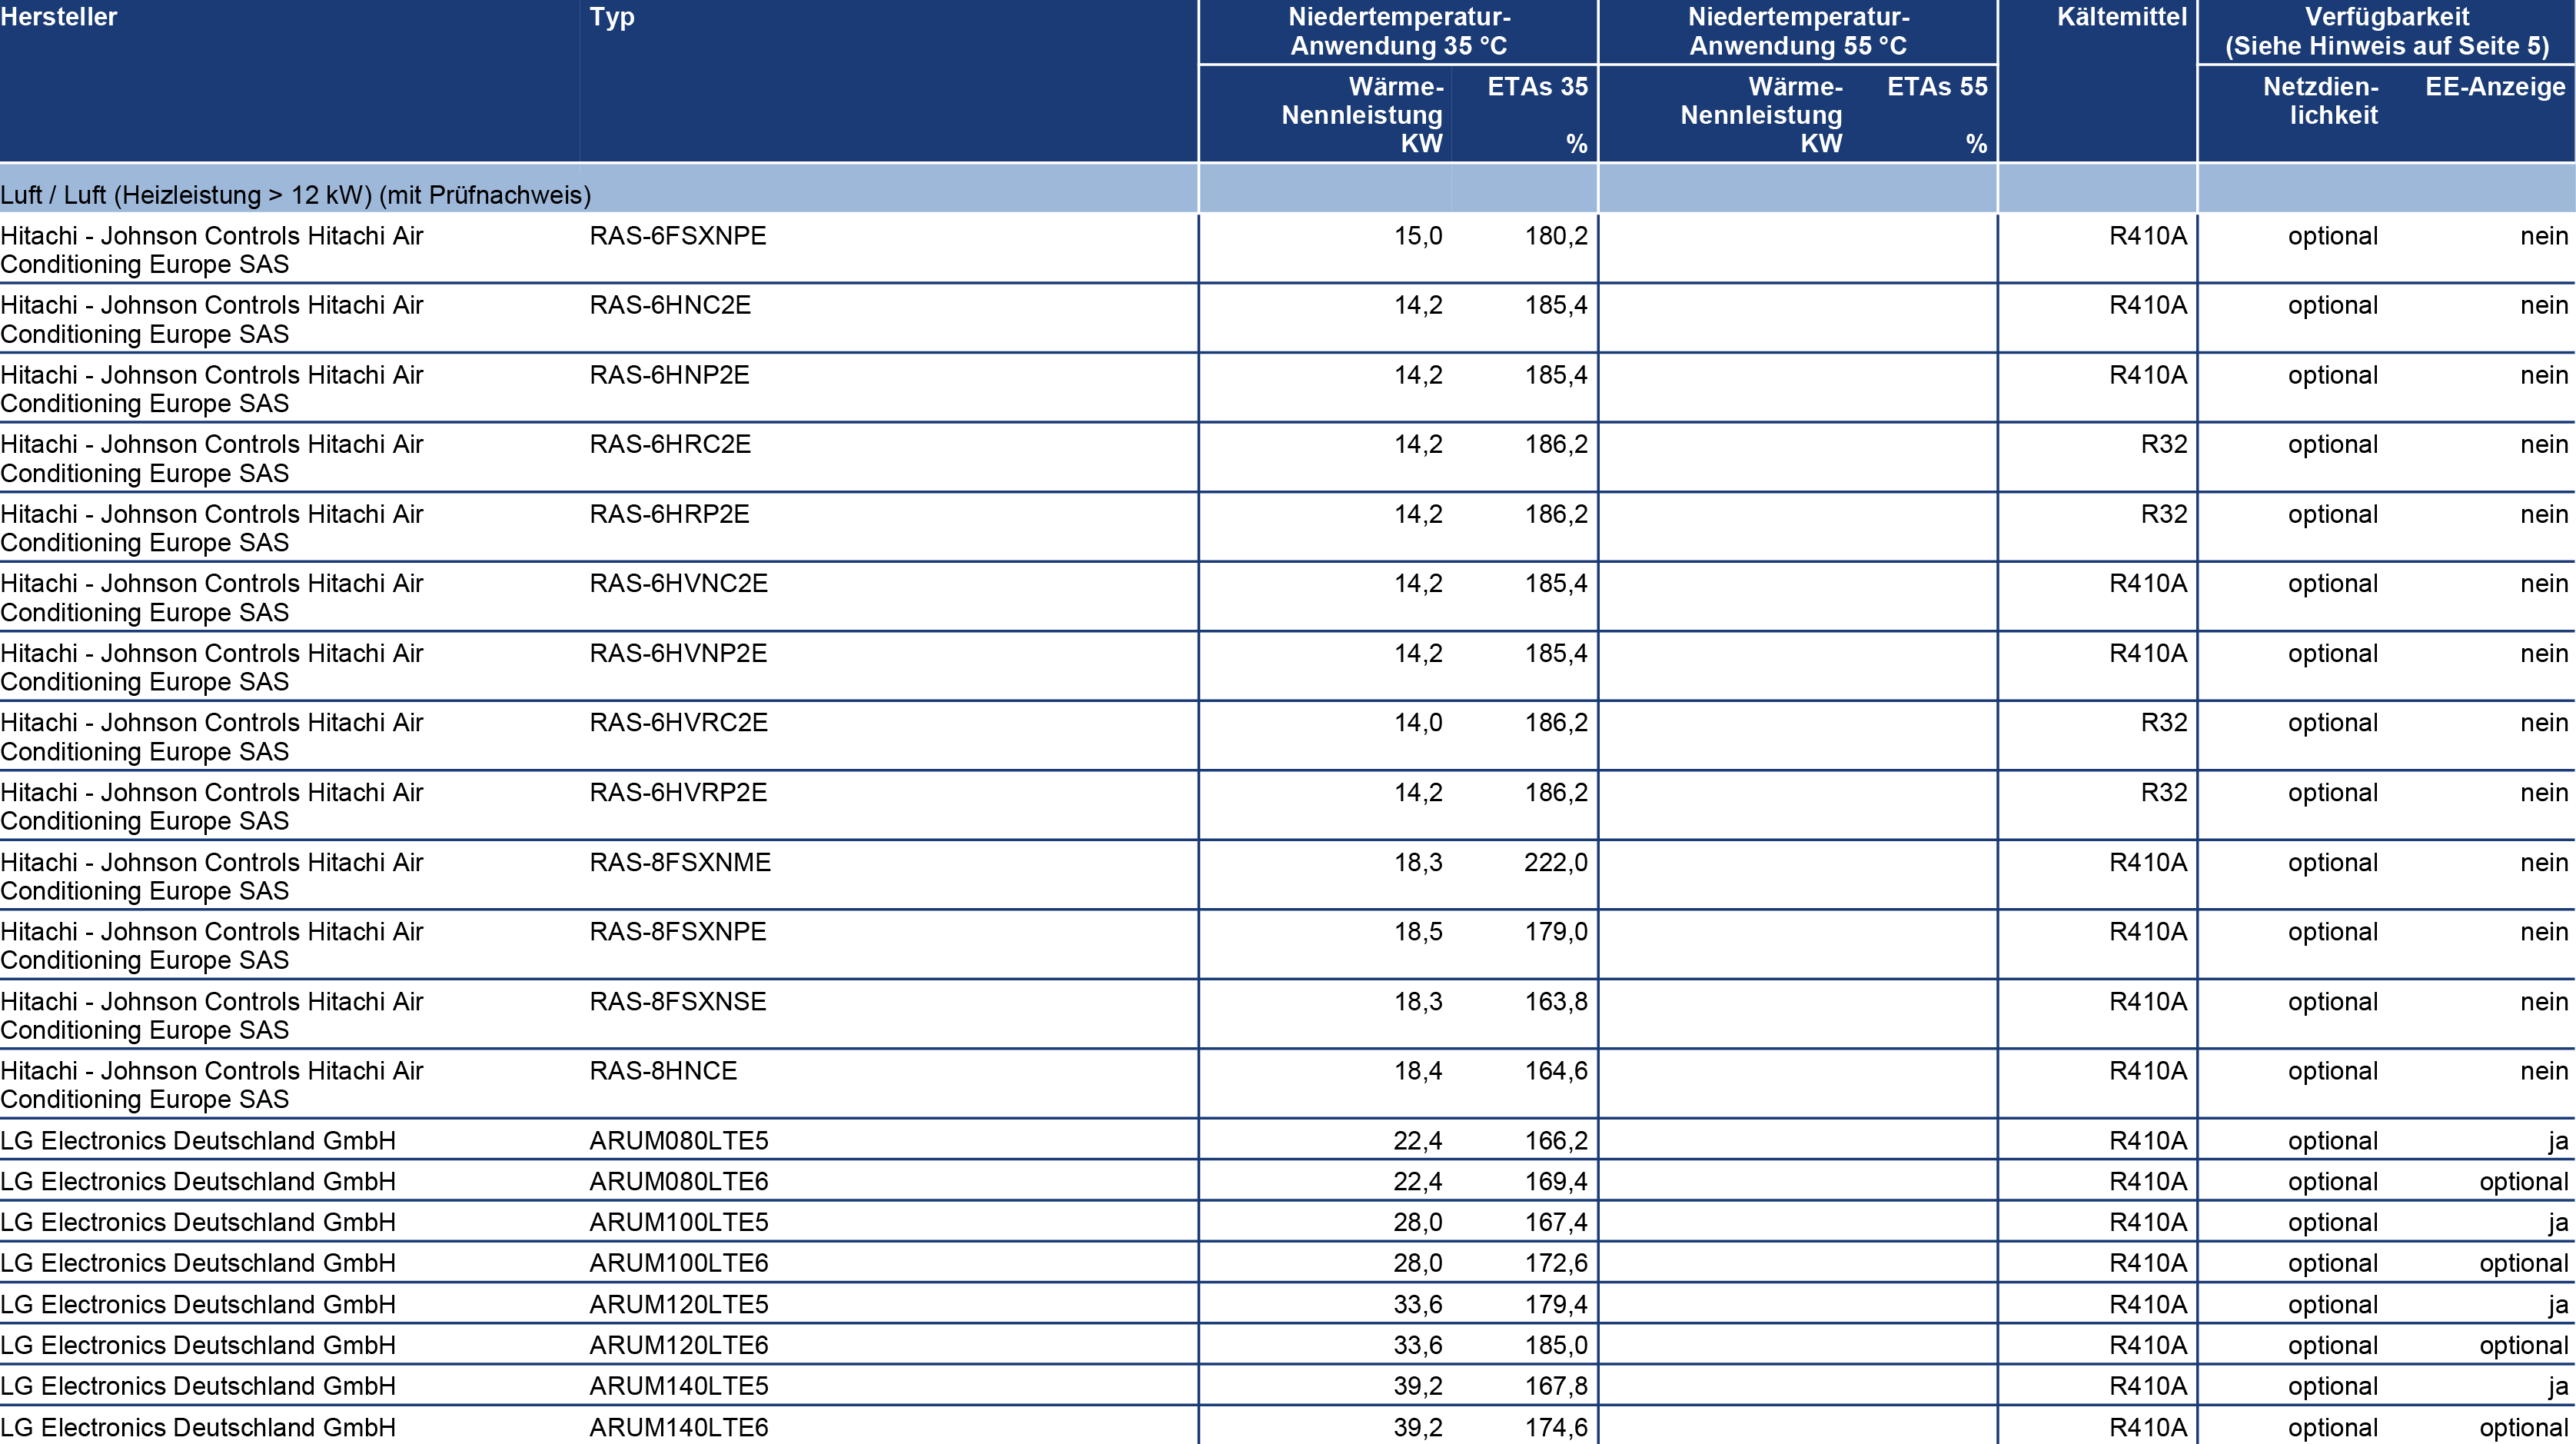 Hersteller Typ Niedertemperatur- Niedertemperatur- Kältemittel Verfügbarkeit
Anwendung 35 °C Anwendung 55 °C (Siehe Hinweis auf Seite 5)
Wärme- ETAs 35 Wärme- ETAs 55 Netzdien- EE-Anzeige
Nennleistung Nennleistung lichkeit
KW % KW %
Luft / Luft (Heizleistung > 12 kW) (mit Prüfnachweis)
Hitachi - Johnson Controls Hitachi Air RAS-6FSXNPE 15,0 180,2 R410A optional nein
Conditioning Europe SAS
Hitachi - Johnson Controls Hitachi Air RAS-6HNC2E 14,2 185,4 R410A optional nein
Conditioning Europe SAS
Hitachi - Johnson Controls Hitachi Air RAS-6HNP2E 14,2 185,4 R410A optional nein
Conditioning Europe SAS
Hitachi - Johnson Controls Hitachi Air RAS-6HRC2E 14,2 186,2 R32 optional nein
Conditioning Europe SAS
Hitachi - Johnson Controls Hitachi Air RAS-6HRP2E 14,2 186,2 R32 optional nein
Conditioning Europe SAS
Hitachi - Johnson Controls Hitachi Air RAS-6HVNC2E 14,2 185,4 R410A optional nein
Conditioning Europe SAS
Hitachi - Johnson Controls Hitachi Air RAS-6HVNP2E 14,2 185,4 R410A optional nein
Conditioning Europe SAS
Hitachi - Johnson Controls Hitachi Air RAS-6HVRC2E 14,0 186,2 R32 optional nein
Conditioning Europe SAS
Hitachi - Johnson Controls Hitachi Air RAS-6HVRP2E 14,2 186,2 R32 optional nein
Conditioning Europe SAS
Hitachi - Johnson Controls Hitachi Air RAS-8FSXNME 18,3 222,0 R410A optional nein
Conditioning Europe SAS
Hitachi - Johnson Controls Hitachi Air RAS-8FSXNPE 18,5 179,0 R410A optional nein
Conditioning Europe SAS
Hitachi - Johnson Controls Hitachi Air RAS-8FSXNSE 18,3 163,8 R410A optional nein
Conditioning Europe SAS
Hitachi - Johnson Controls Hitachi Air RAS-8HNCE 18,4 164,6 R410A optional nein
Conditioning Europe SAS
LG Electronics Deutschland GmbH ARUM080LTE5 22,4 166,2 R410A optional ja
LG Electronics Deutschland GmbH ARUM080LTE6 22,4 169,4 R410A optional optional
LG Electronics Deutschland GmbH ARUM100LTE5 28,0 167,4 R410A optional ja
LG Electronics Deutschland GmbH ARUM100LTE6 28,0 172,6 R410A optional optional
LG Electronics Deutschland GmbH ARUM120LTE5 33,6 179,4 R410A optional ja
LG Electronics Deutschland GmbH ARUM120LTE6 33,6 185,0 R410A optional optional
LG Electronics Deutschland GmbH ARUM140LTE5 39,2 167,8 R410A optional ja
LG Electronics Deutschland GmbH ARUM140LTE6 39,2 174,6 R410A optional optional